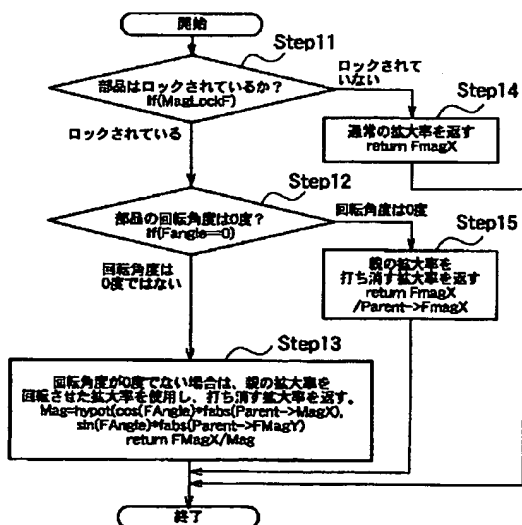 開始
Step11
部品はロックされているか？
if(MagLockF)
ロックされて
いない
Step14
通常の拡大率を返す
return FmagX
ロックされている
Step12
部品の回転角度は0度？
if(Fangle==0)
回転角度は0度
Step15
親の拡大率を
打ち消す拡大率を返す
return FmagX
/Parent->FmagX
回転角度は
0度ではない
Step13
回転角度が0度でない場合は、親の拡大率を
回転させた拡大率を使用し、打ち消す拡大率を返す。
Mag=hypot(cos(FAngle)*fabs(Parent->MagX),
sin(FAngle)*fabs(Parent->FMagY)
return FMagX/Mag
終了